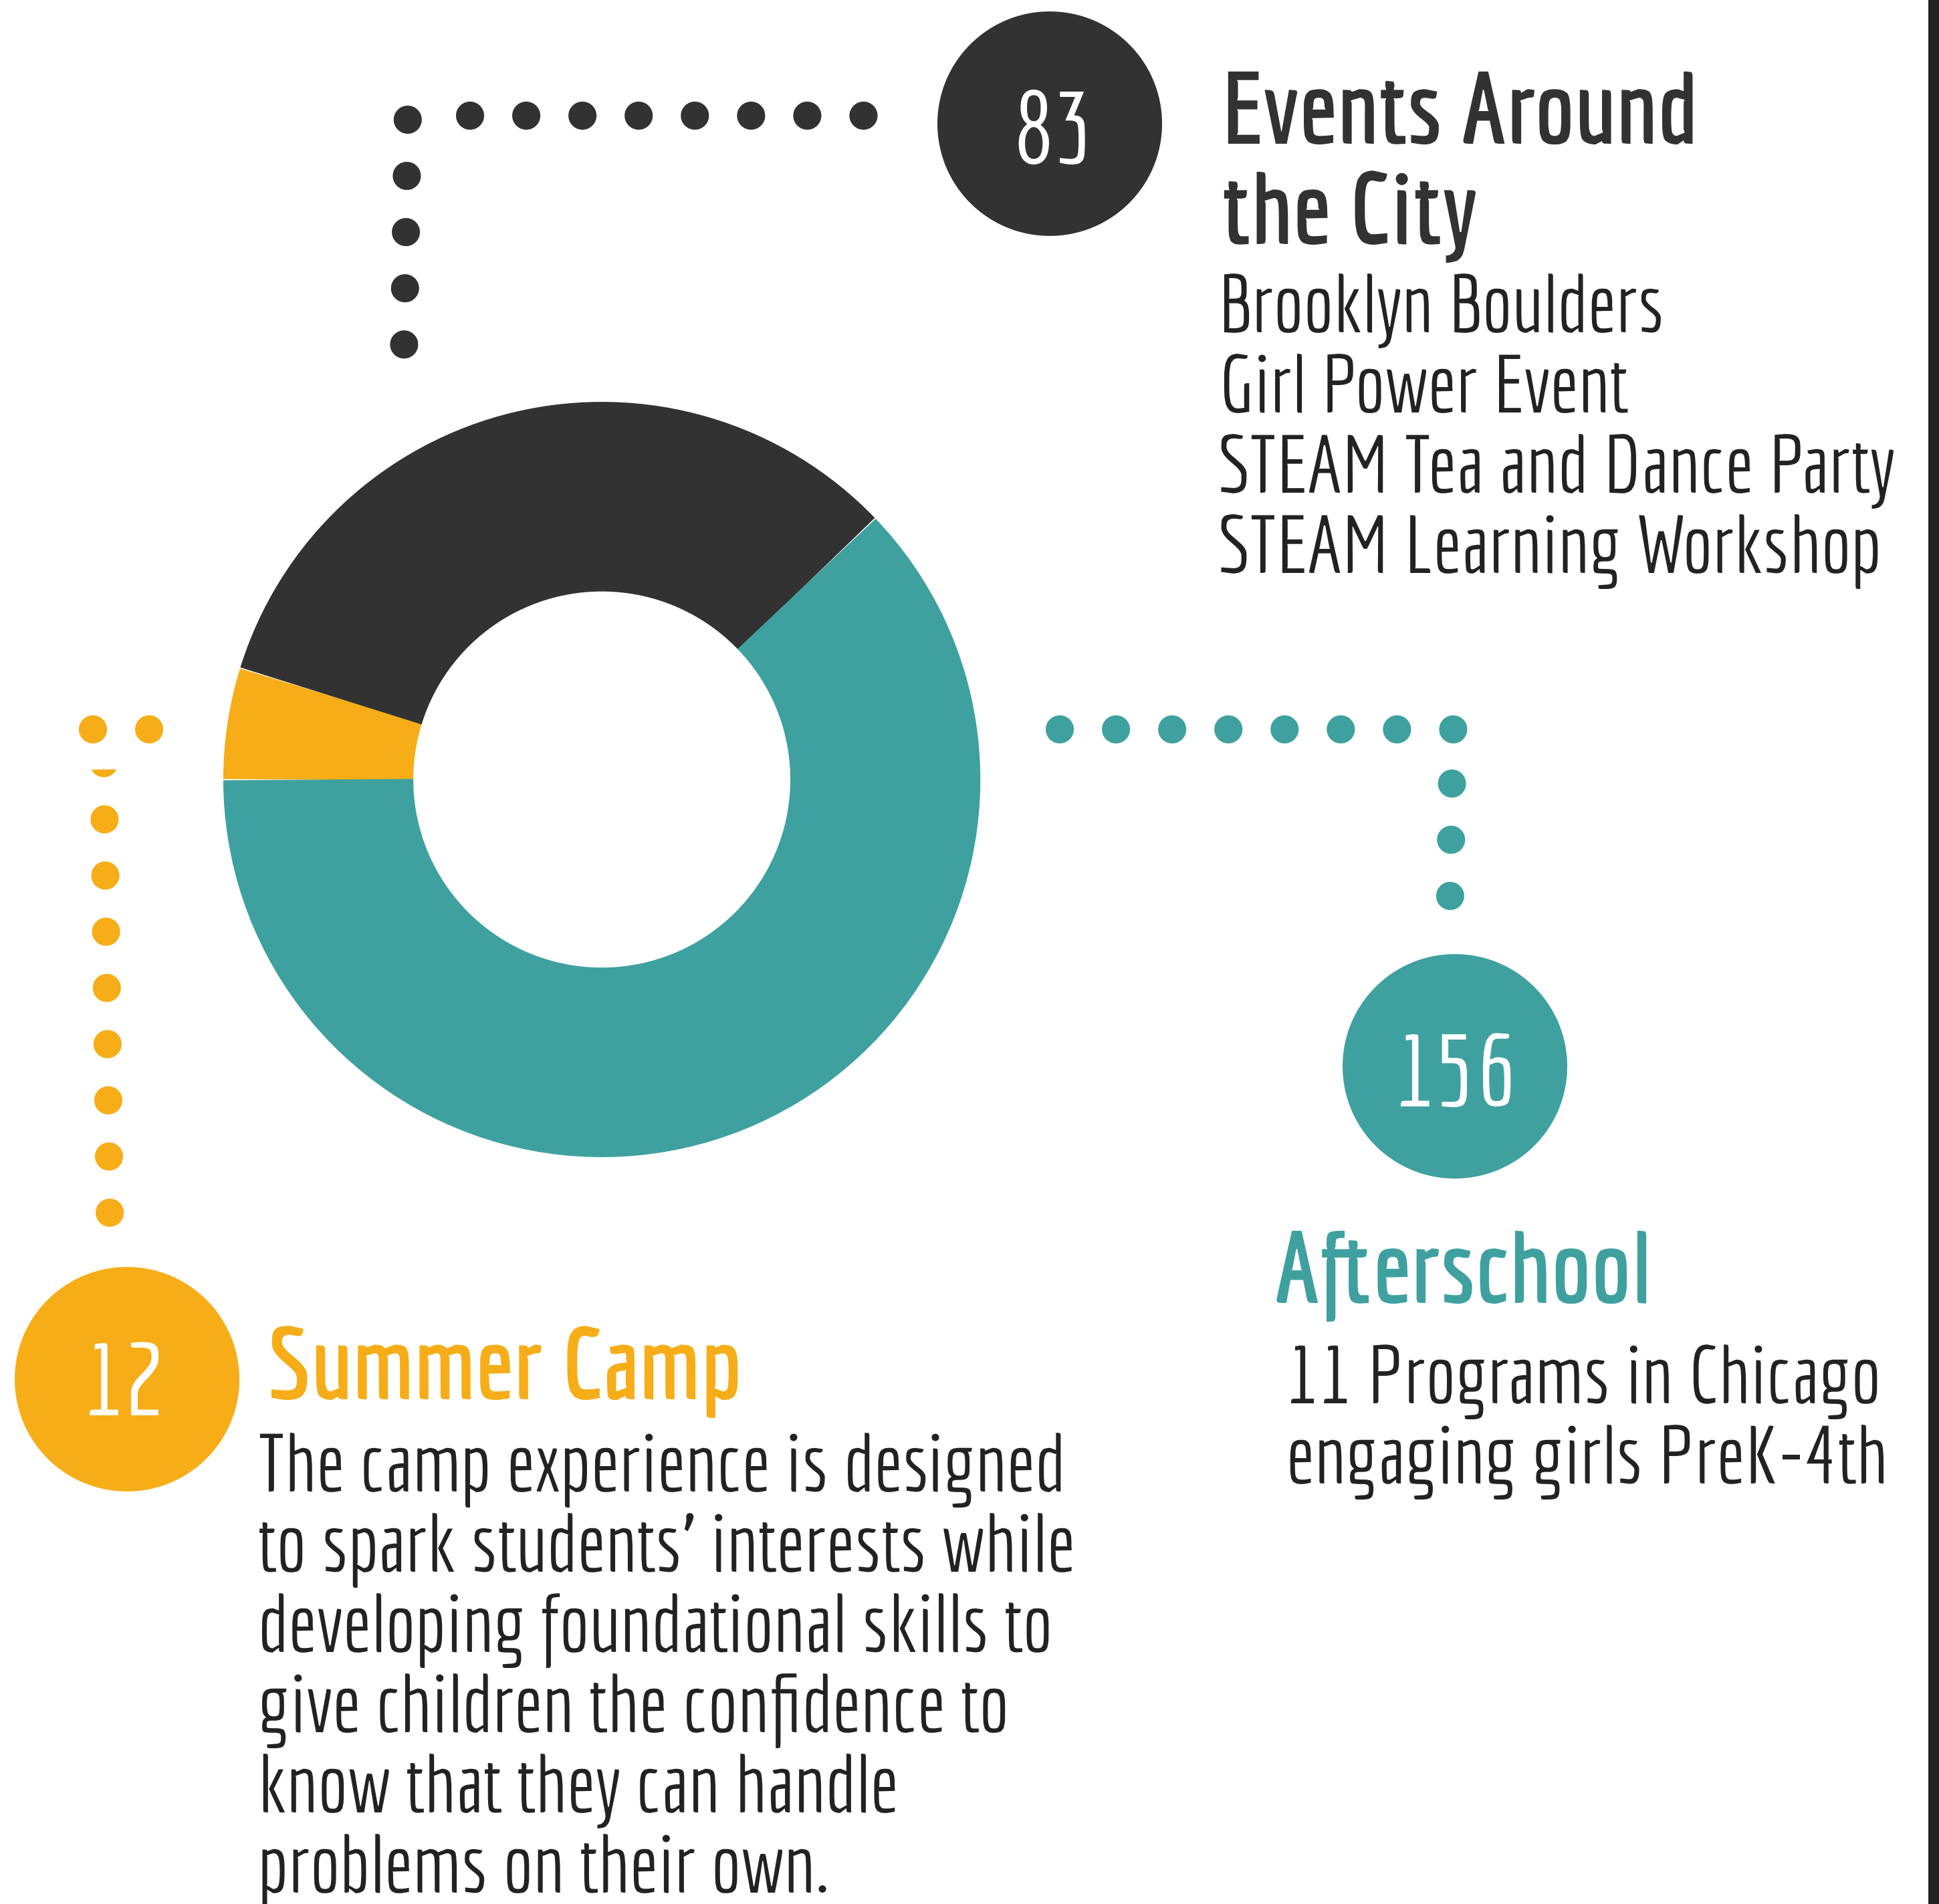 83
Events Around
the City
Brooklyn Boulders
Girl Power Event
STEAM Tea and Dance Party
STEAM Learning Workshop
156
Afterschool
11 Programs in Chicago
engaging girls PreK-4th
12
Summer Camp
The camp experience is designed
to spark students’ interests while
developing foundational skills to
give children the confidence to
know that they can handle
problems on their own.